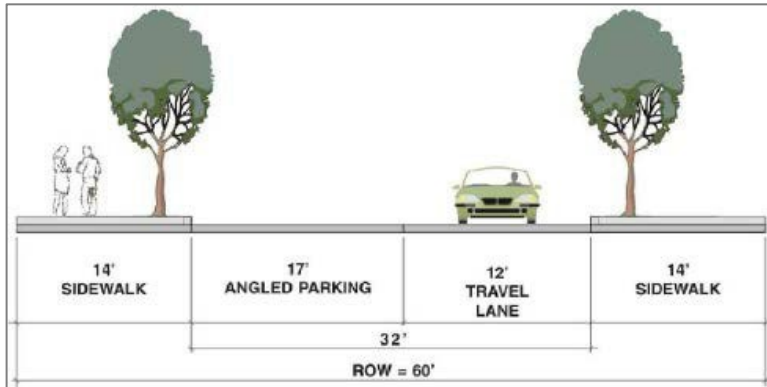 14'
SIDEWALK
17'
ANGLED PARKING
12'
TRAVEL
LANE
14'
SIDEWALK
32'
ROW = 60'